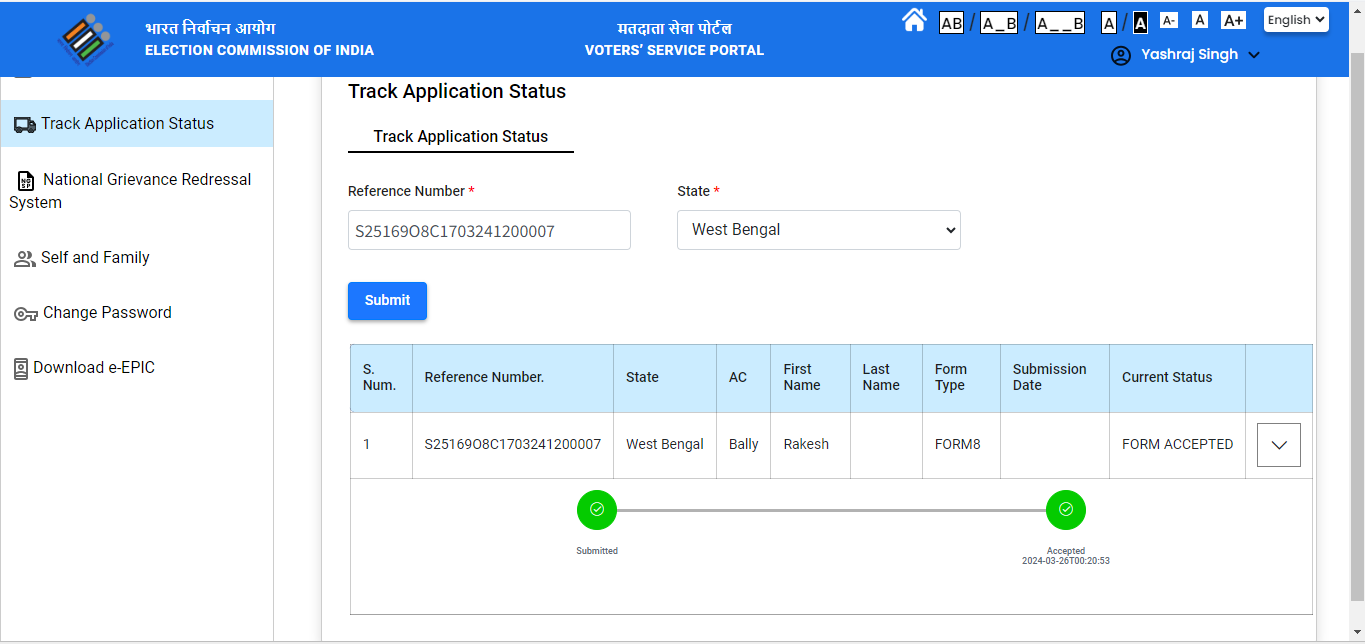 भारत निर्वाचन आयोग
ELECTION COMMISSION OF INDIA
मतदाता सेवा पोर्टल
VOTERS' SERVICE PORTAL
AB / A_B / A__B A / A A- A A+ English
Yashraj Singh
Track Application Status
National Grievance Redressal
System
Self and Family
Change Password
Download e-EPIC
Track Application Status
Track Application Status
Reference Number * State *
S25169O8C1703241200007 West Bengal
Submit
S. Num. Reference Number. State AC First Name Last Name Form Type Submission Date Current Status
1 S25169O8C1703241200007 West Bengal Bally Rakesh FORM8 FORM ACCEPTED
Submitted Accepted
2024-03-26T00:20:53